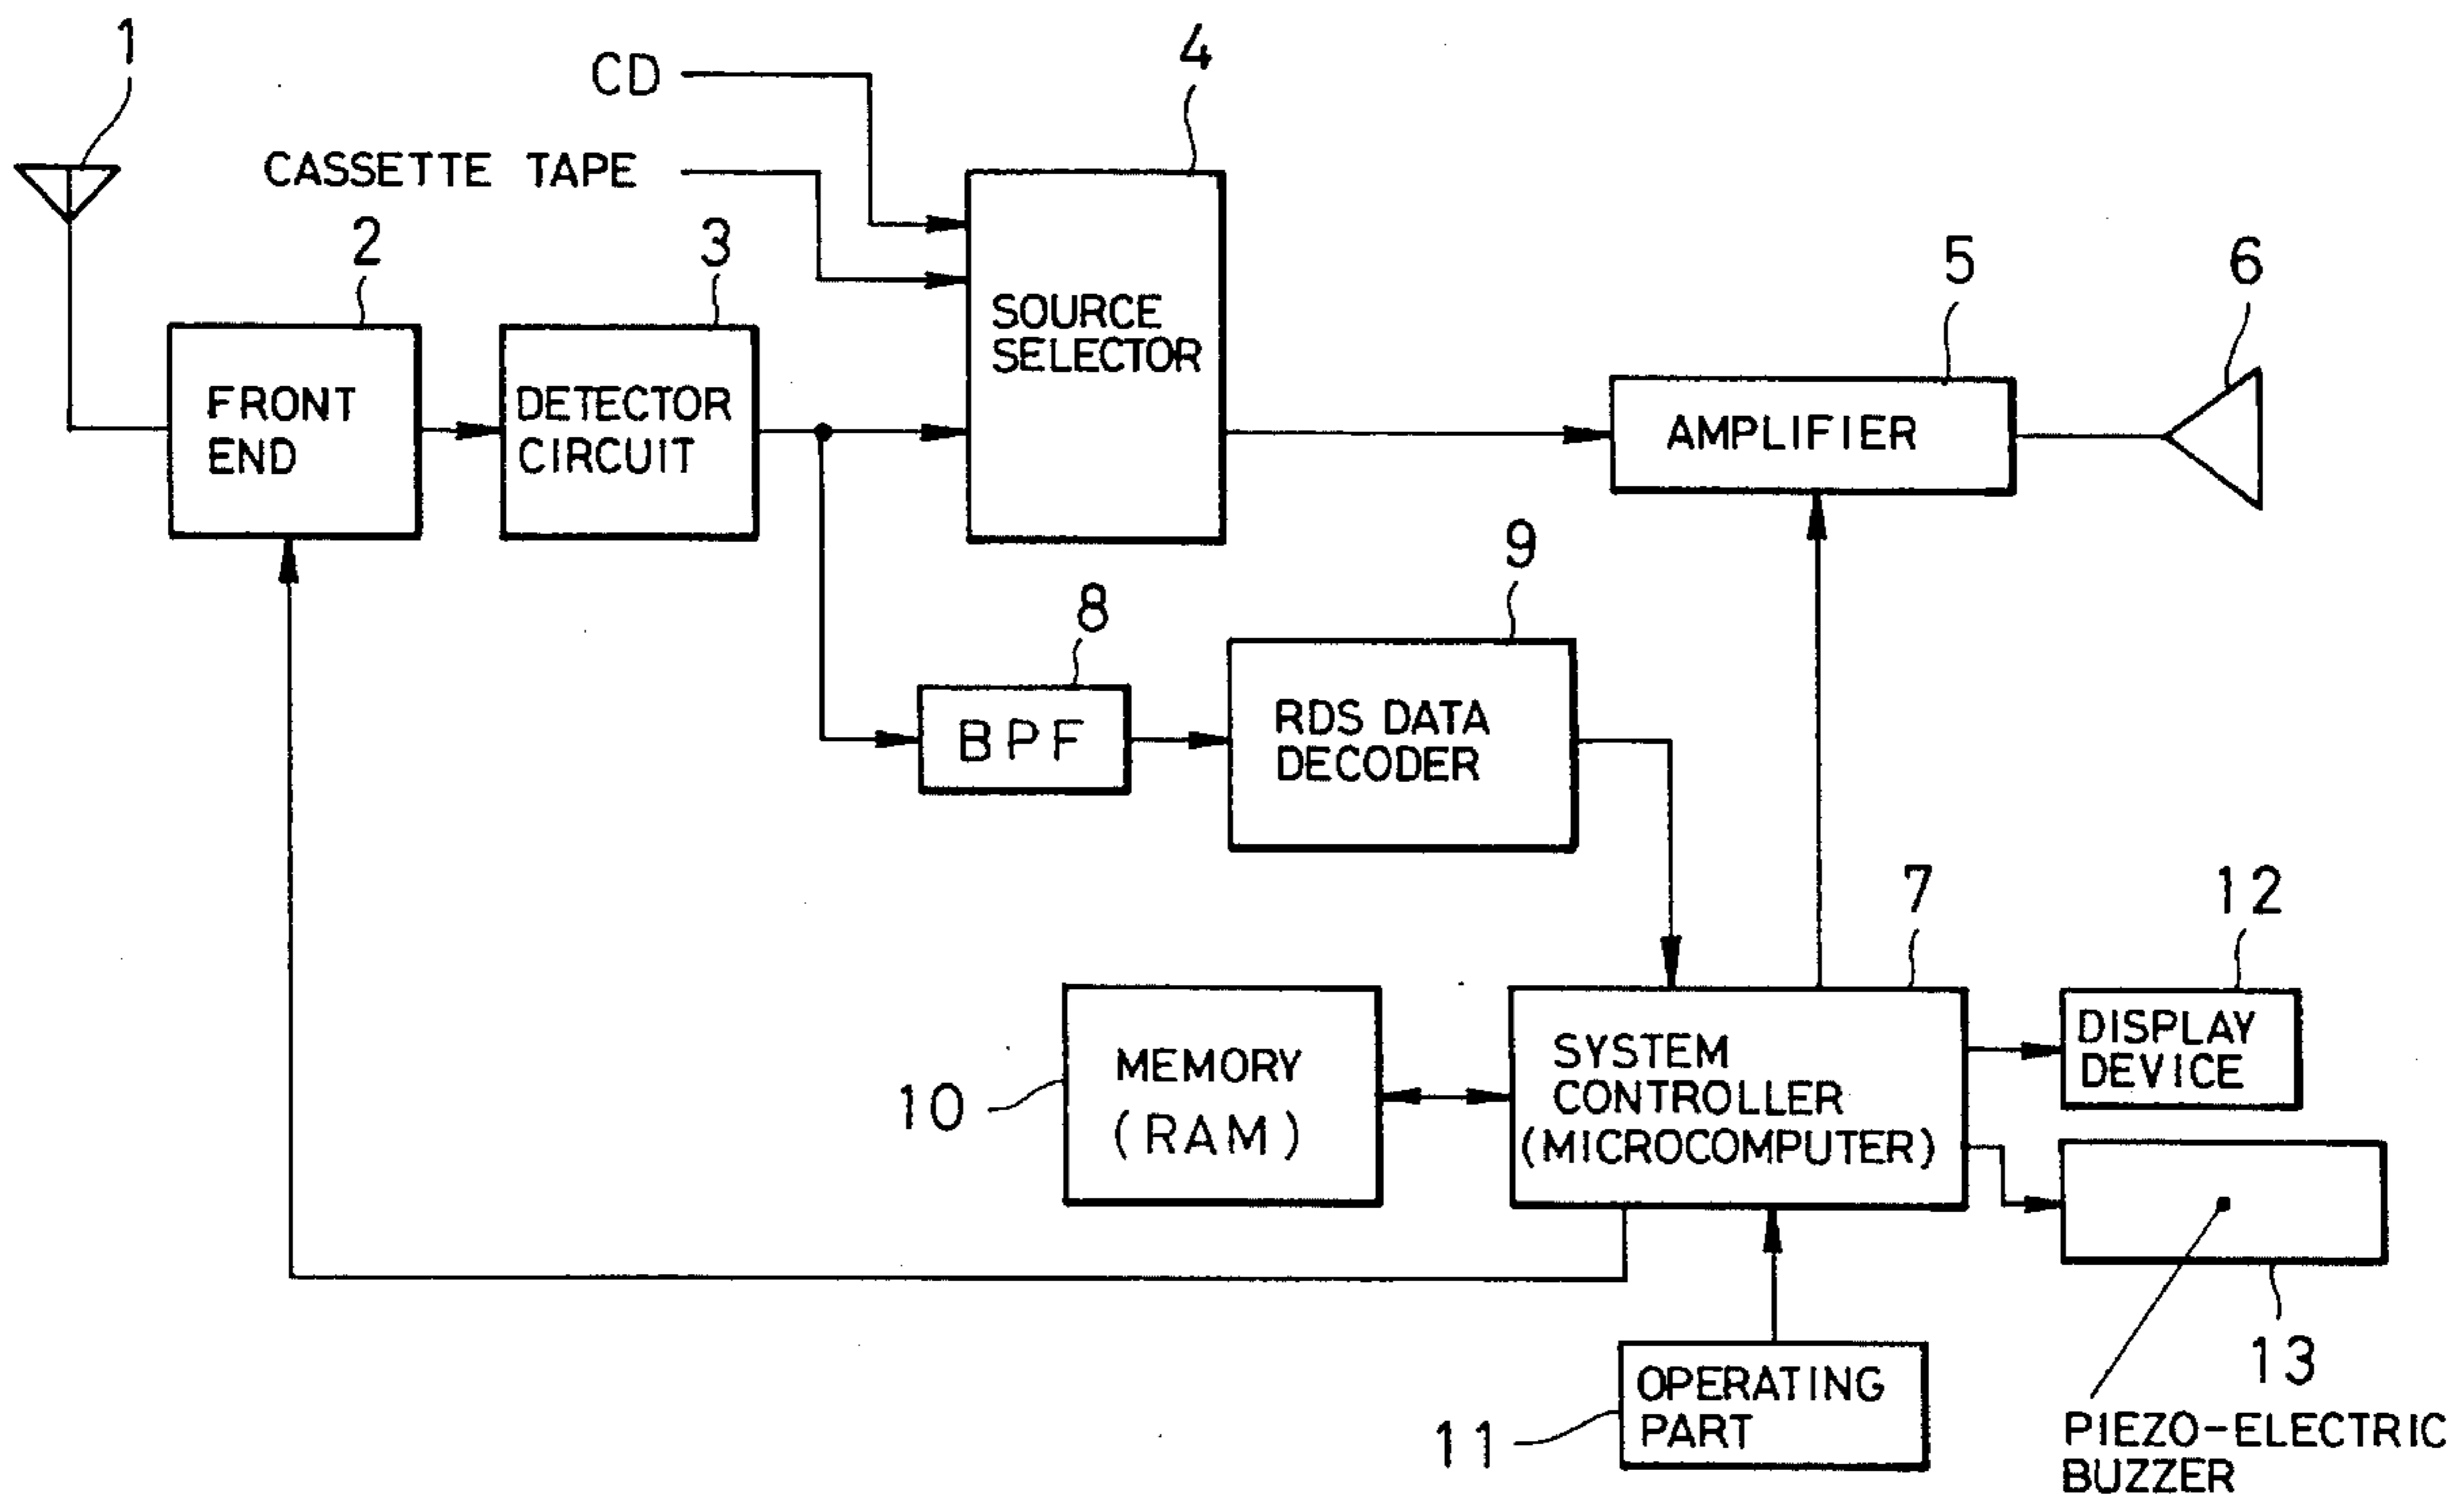 1
CD
4
CASSETTE TAPE
2
3
5
6
SOURCE
SELECTOR
FRONT
END
DETECTOR
CIRCUIT
AMPLIFIER
9
8
RDS DATA
DECODER
BPF
7
12
MEMORY
(RAM)
10
SYSTEM
CONTROLLER
(MICROCOMPUTER)
DISPLAY
DEVICE
13
OPERATING
PART
11
PIEZO-ELECTRIC
BUZZER